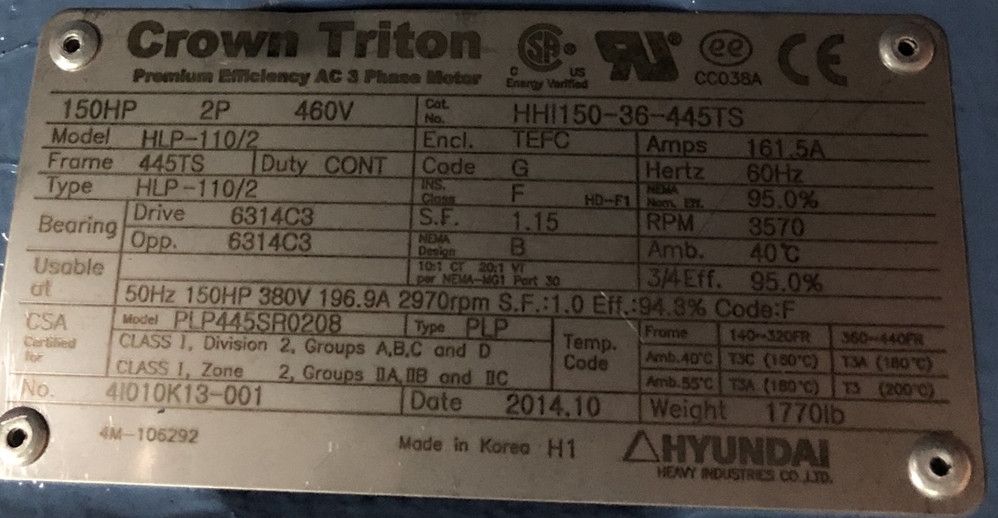 Crown Triton
Premium Efficiency AC 3 Phase Motor
SA
C US
Energy Verified
ee
CC038A
CE
150HP 2P 460V Cat. No. HHI150-36-445TS
Model HLP-110/2 Encl. TEFC Amps 161.5A
Frame 445TS Duty CONT Code G Hertz 60Hz
Type HLP-110/2 INS. Class F HD-F1 NEMA Nom. Eff. 95.0%
Bearing Drive 6314C3 S.F. 1.15 RPM 3570
Opp. 6314C3 NEMA Design B Amb. 40℃
10:1 CT 20:1 VT
per NEMA-MG1 Part 30 3/4Eff. 95.0%
Usable at 50Hz 150HP 380V 196.9A 2970rpm S.F.:1.0 Eff.:94.3% Code:F
CSA Certified for Model PLP445SR0208 Type PLP Temp. Code Frame 140~320FR 360~440FR
CLASS I, Division 2, Groups A,B,C and D Amb.40℃ T3C (160℃) T3A (180℃)
CLASS I, Zone 2, Groups ⅡA,ⅡB and ⅡC Amb.55℃ T3A (180℃) T3 (200℃)
No. 4I010K13-001 Date 2014.10 Weight 1770lb
4M-106292 Made in Korea H1 HYUNDAI
HEAVY INDUSTRIES CO.,LTD.